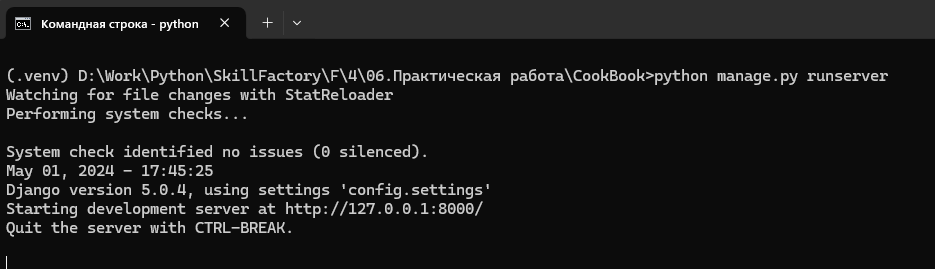 Командная строка - python
(.venv) D:\Work\Python\SkillFactory\F\4\06.Практическая работа\CookBook>python manage.py runserver
Watching for file changes with StatReloader
Performing system checks...
System check identified no issues (0 silenced).
May 01, 2024 - 17:45:25
Django version 5.0.4, using settings 'config.settings'
Starting development server at http://127.0.0.1:8000/
Quit the server with CTRL-BREAK.